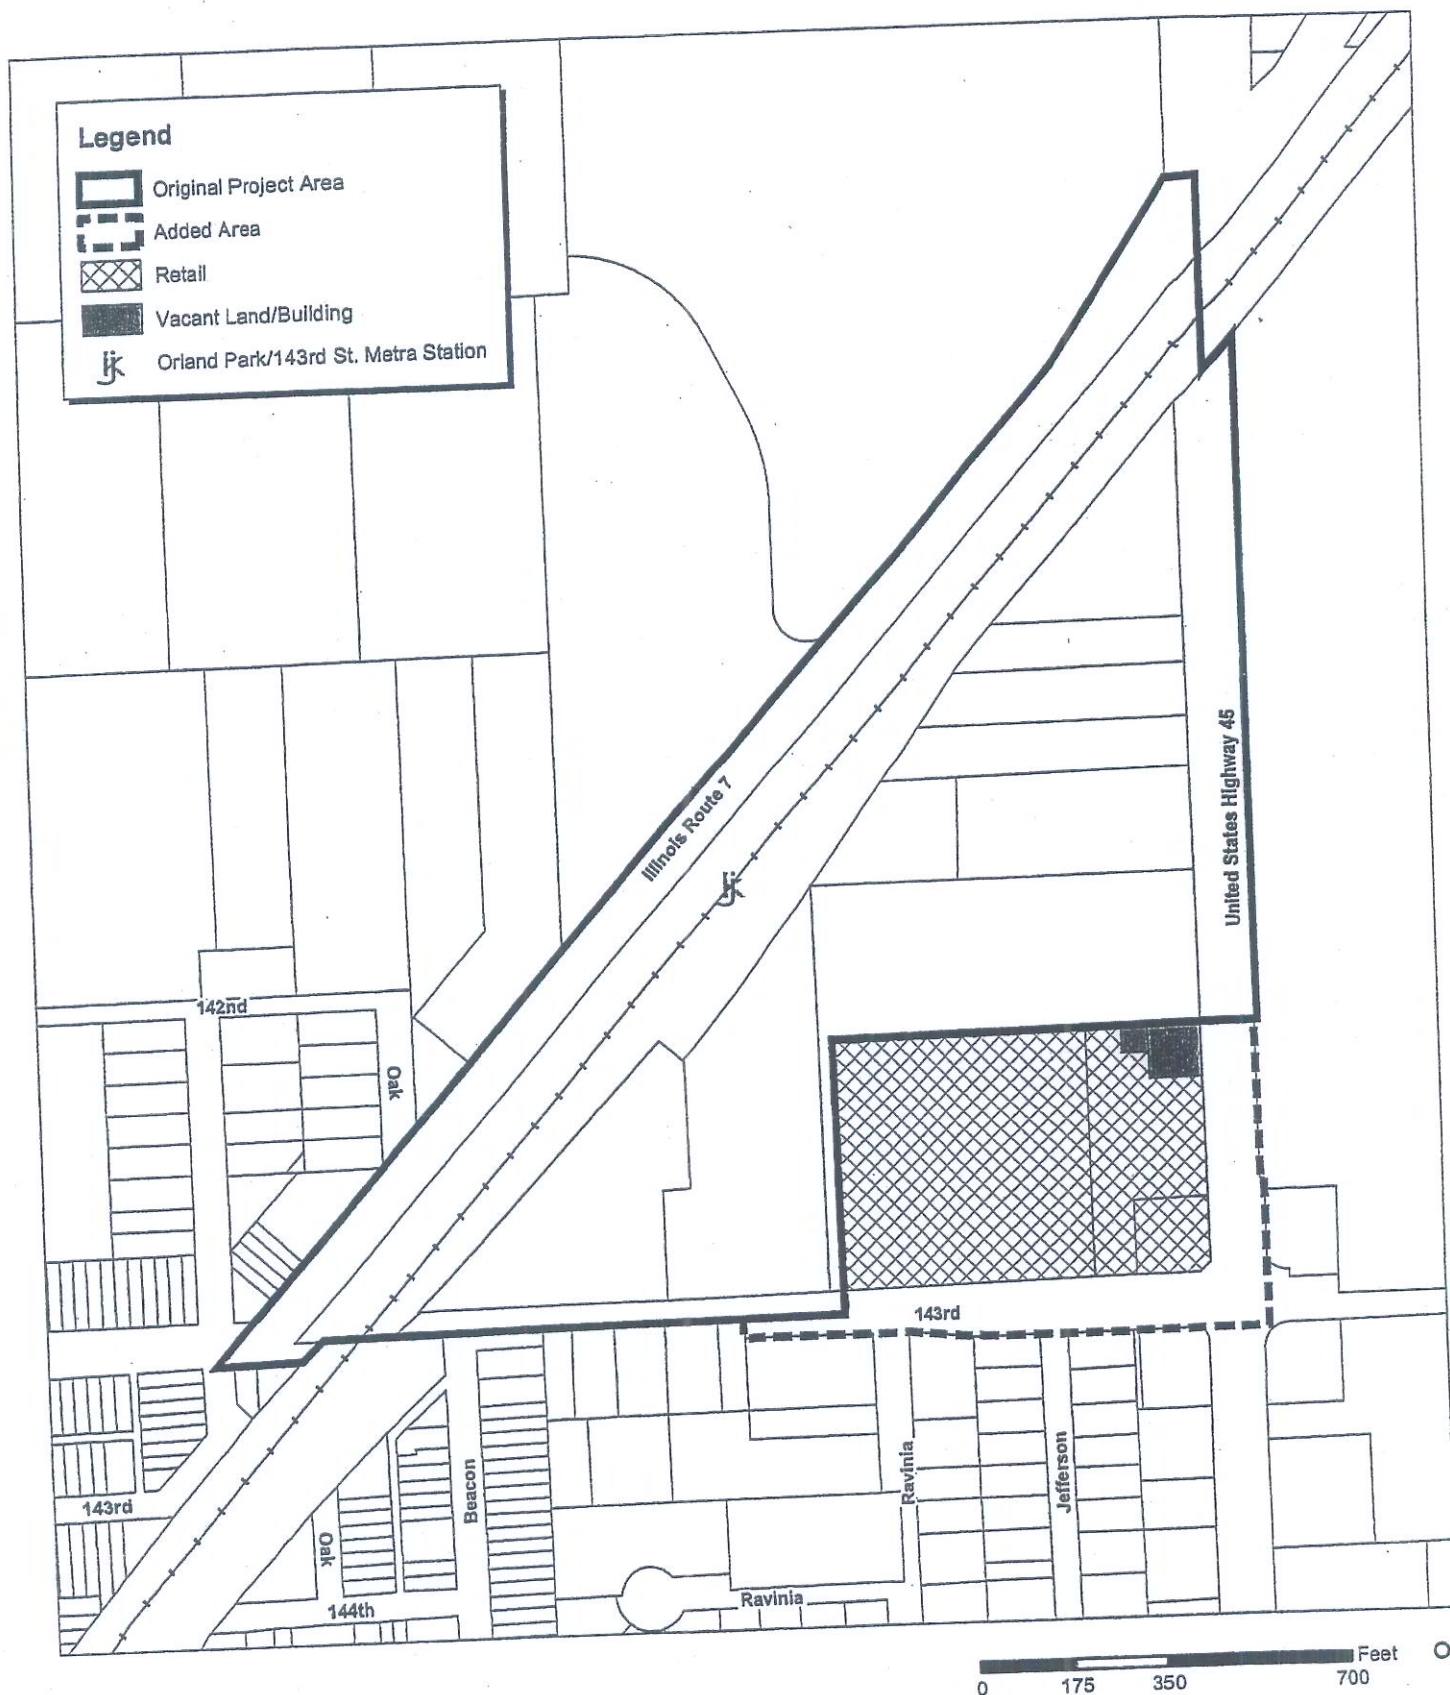 Legend
Original Project Area
Added Area
Retail
Vacant Land/Building
Orland Park/143rd St. Metra Station
Illinois Route 7
United States Highway 45
142nd
Oak
143rd
Beacon
Ravinia
Jefferson
143rd
Oak
144th
Ravinia
Feet
0 175 350 700